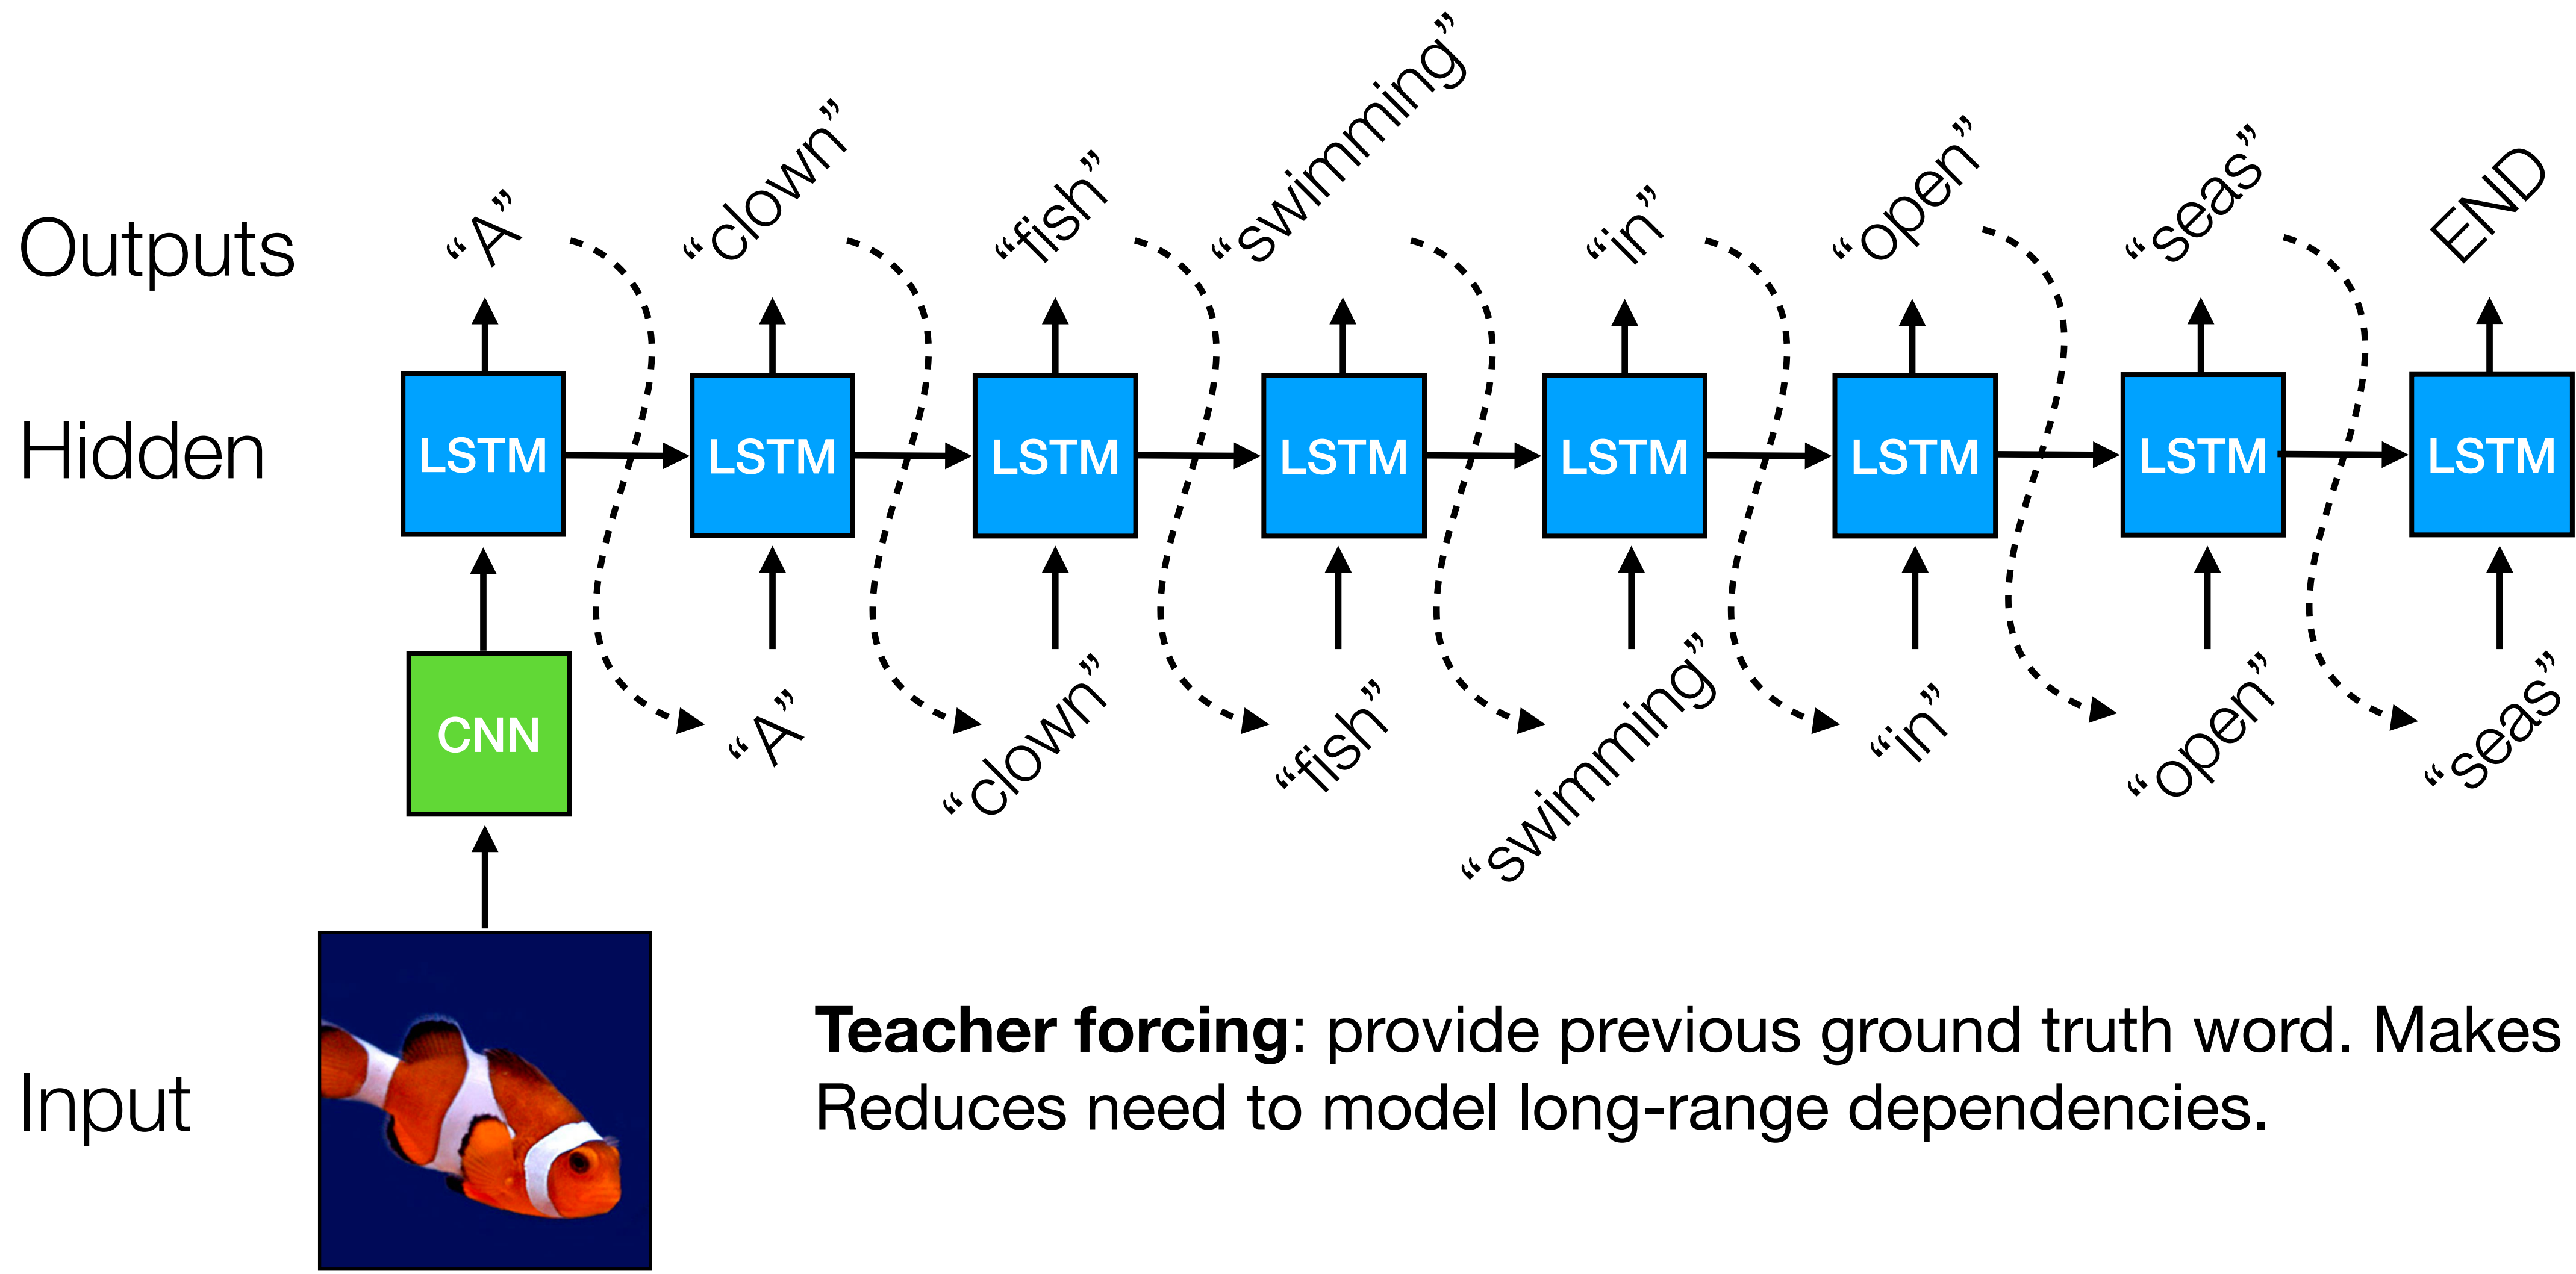 Outputs “A” “clown” “fish” “swimming” “in” “open” “seas” END
Hidden LSTM LSTM LSTM LSTM LSTM LSTM LSTM LSTM
CNN “A” “clown” “fish” “swimming” “in” “open” “seas”
Input
Teacher forcing: provide previous ground truth word. Makes
Reduces need to model long-range dependencies.